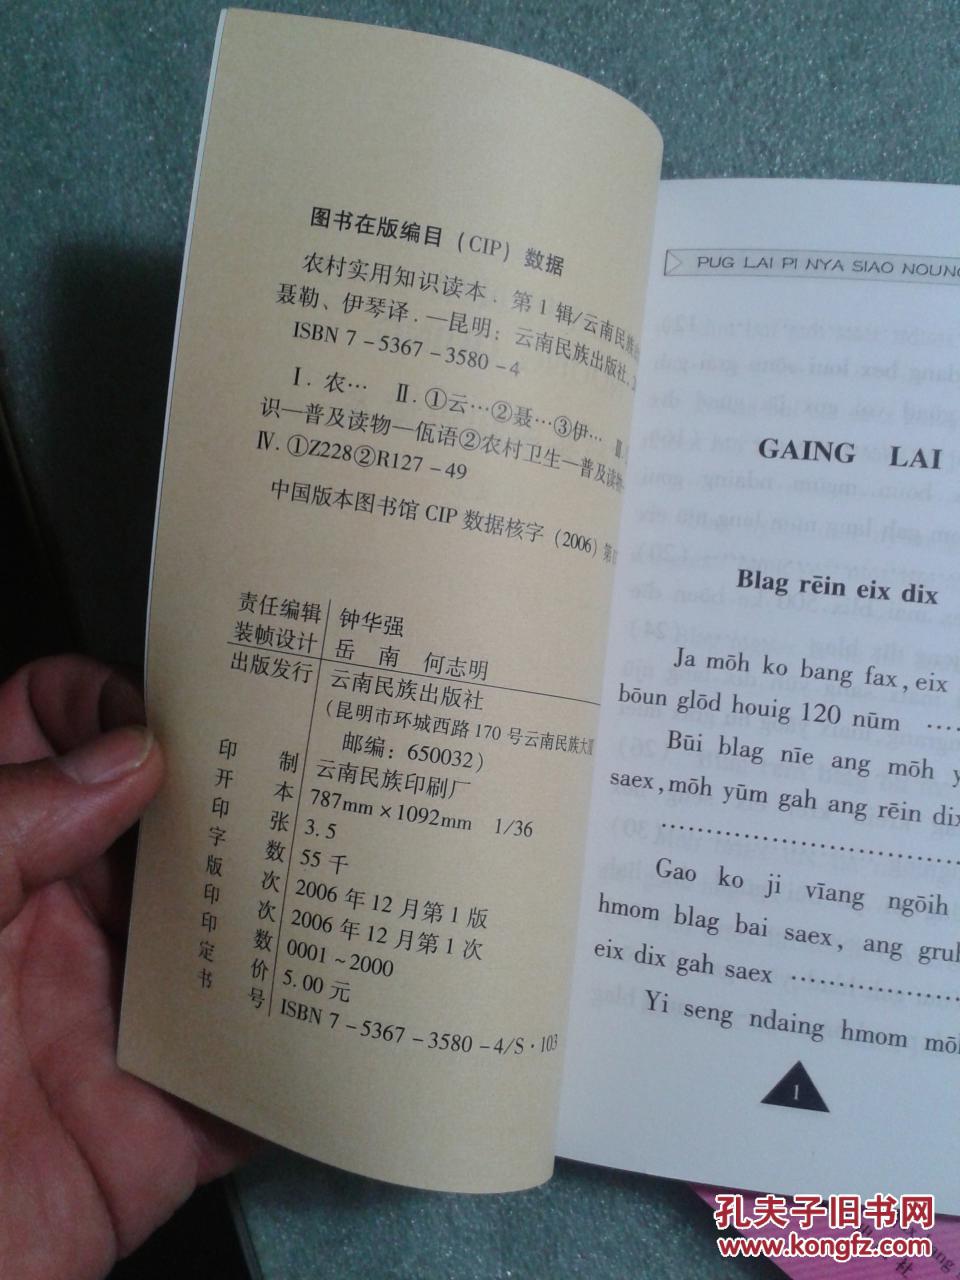 图书在版编目（CIP）数据
农村实用知识读本．第1辑/云南民族
聂勒、伊琴译．—昆明：云南民族出版社,
ISBN 7－5367－3580－4
Ⅰ．农… Ⅱ．①云…②聂…③伊…
识—普及读物—佤语②农村卫生—普及读物
Ⅳ．①Z228②R127－49
中国版本图书馆CIP数据核字（2006）第
责任编辑 钟华强
装帧设计 岳 南 何志明
出版发行 云南民族出版社
（昆明市环城西路170号云南民族大厦
邮编：650032）
印 制 云南民族印刷厂
开 本 787mm×1092mm 1/36
印 张 3.5
字 数 55千
版 次 2006年12月第1版
印 次 2006年12月第1次
印 数 0001～2000
定 价 5.00元
书 号 ISBN 7－5367－3580－4/S·103
PUG LAI PI NYA SIAO NOUNG
GAING LAI
Blag rēin eix dix
Ja mōh ko bang fax, eix
bōun glōd houig 120 nūm ….
Būi blag nīe ang mōh y
saex, mōh yūm gah ang rēin dix
……………………
Gao ko ji vīang ngōih
hmom blag bai saex, ang gruh
eix dix gah saex ……………
Yi seng ndaing hmom mōh
1
孔夫子旧书网
www.kongfz.com
社